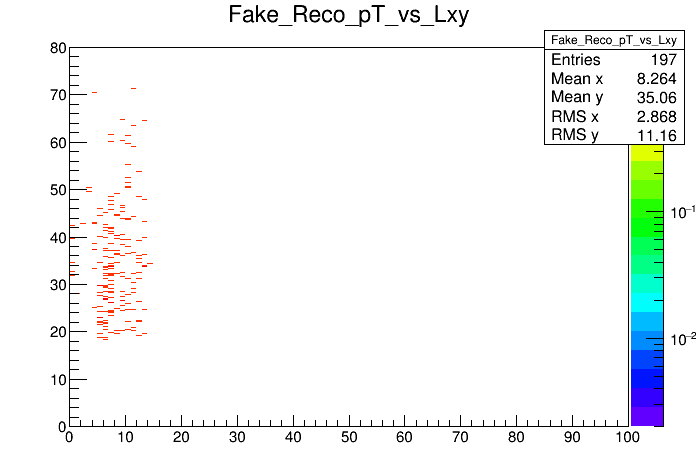 Fake_Reco_pT_vs_Lxy
Fake_Reco_pT_vs_Lxy
Entries 197
Mean x 8.264
Mean y 35.06
RMS x 2.868
RMS y 11.16
80
70
60
50
40
30
20
10
0
0 10 20 30 40 50 60 70 80 90 100
10⁻¹
10⁻²